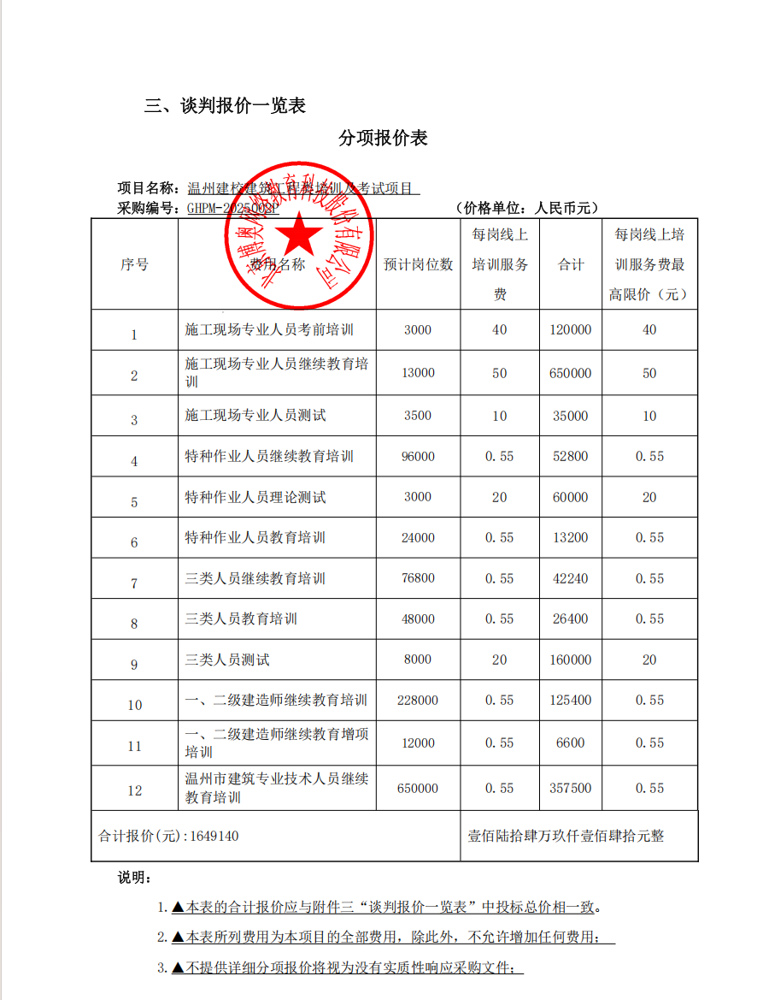 三、谈判报价一览表
分项报价表
项目名称：温州建校建筑工程类培训及考试项目
采购编号：GHPM-2025002P （价格单位：人民币元）
序号 费用名称 预计岗位数 每岗线上培训服务费 合计 每岗线上培训服务费最高限价（元）
1 施工现场专业人员考前培训 3000 40 120000 40
2 施工现场专业人员继续教育培训 13000 50 650000 50
3 施工现场专业人员测试 3500 10 35000 10
4 特种作业人员继续教育培训 96000 0.55 52800 0.55
5 特种作业人员理论测试 3000 20 60000 20
6 特种作业人员教育培训 24000 0.55 13200 0.55
7 三类人员继续教育培训 76800 0.55 42240 0.55
8 三类人员教育培训 48000 0.55 26400 0.55
9 三类人员测试 8000 20 160000 20
10 一、二级建造师继续教育培训 228000 0.55 125400 0.55
11 一、二级建造师继续教育增项培训 12000 0.55 6600 0.55
12 温州市建筑专业技术人员继续教育培训 650000 0.55 357500 0.55
合计报价(元):1649140 壹佰陆拾肆万玖仟壹佰肆拾元整
说明：
1.▲本表的合计报价应与附件三“谈判报价一览表”中投标总价相一致。
2.▲本表所列费用为本项目的全部费用，除此外，不允许增加任何费用；
3.▲不提供详细分项报价将视为没有实质性响应采购文件；